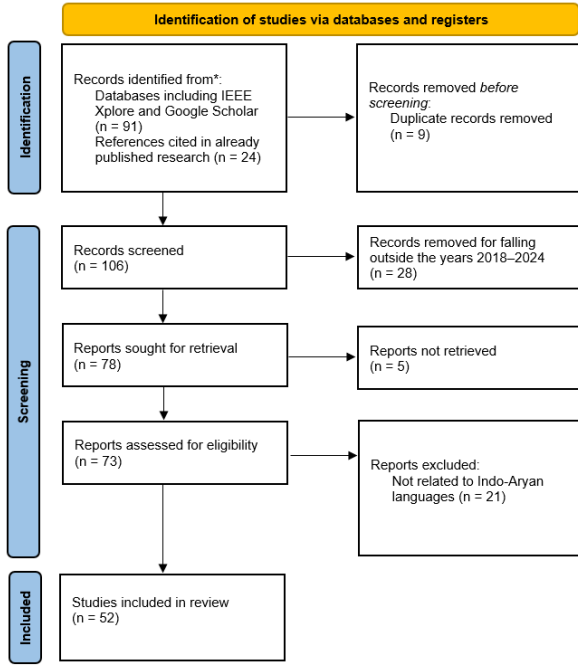 Identification of studies via databases and registers
Identification
Records identified from*:
Databases including IEEE
Xplore and Google Scholar
(n = 91)
References cited in already
published research (n = 24)
Records removed before
screening:
Duplicate records removed
(n = 9)
Screening
Records screened
(n = 106)
Records removed for falling
outside the years 2018–2024
(n = 28)
Reports sought for retrieval
(n = 78)
Reports not retrieved
(n = 5)
Reports assessed for eligibility
(n = 73)
Reports excluded:
Not related to Indo-Aryan
languages (n = 21)
Included
Studies included in review
(n = 52)